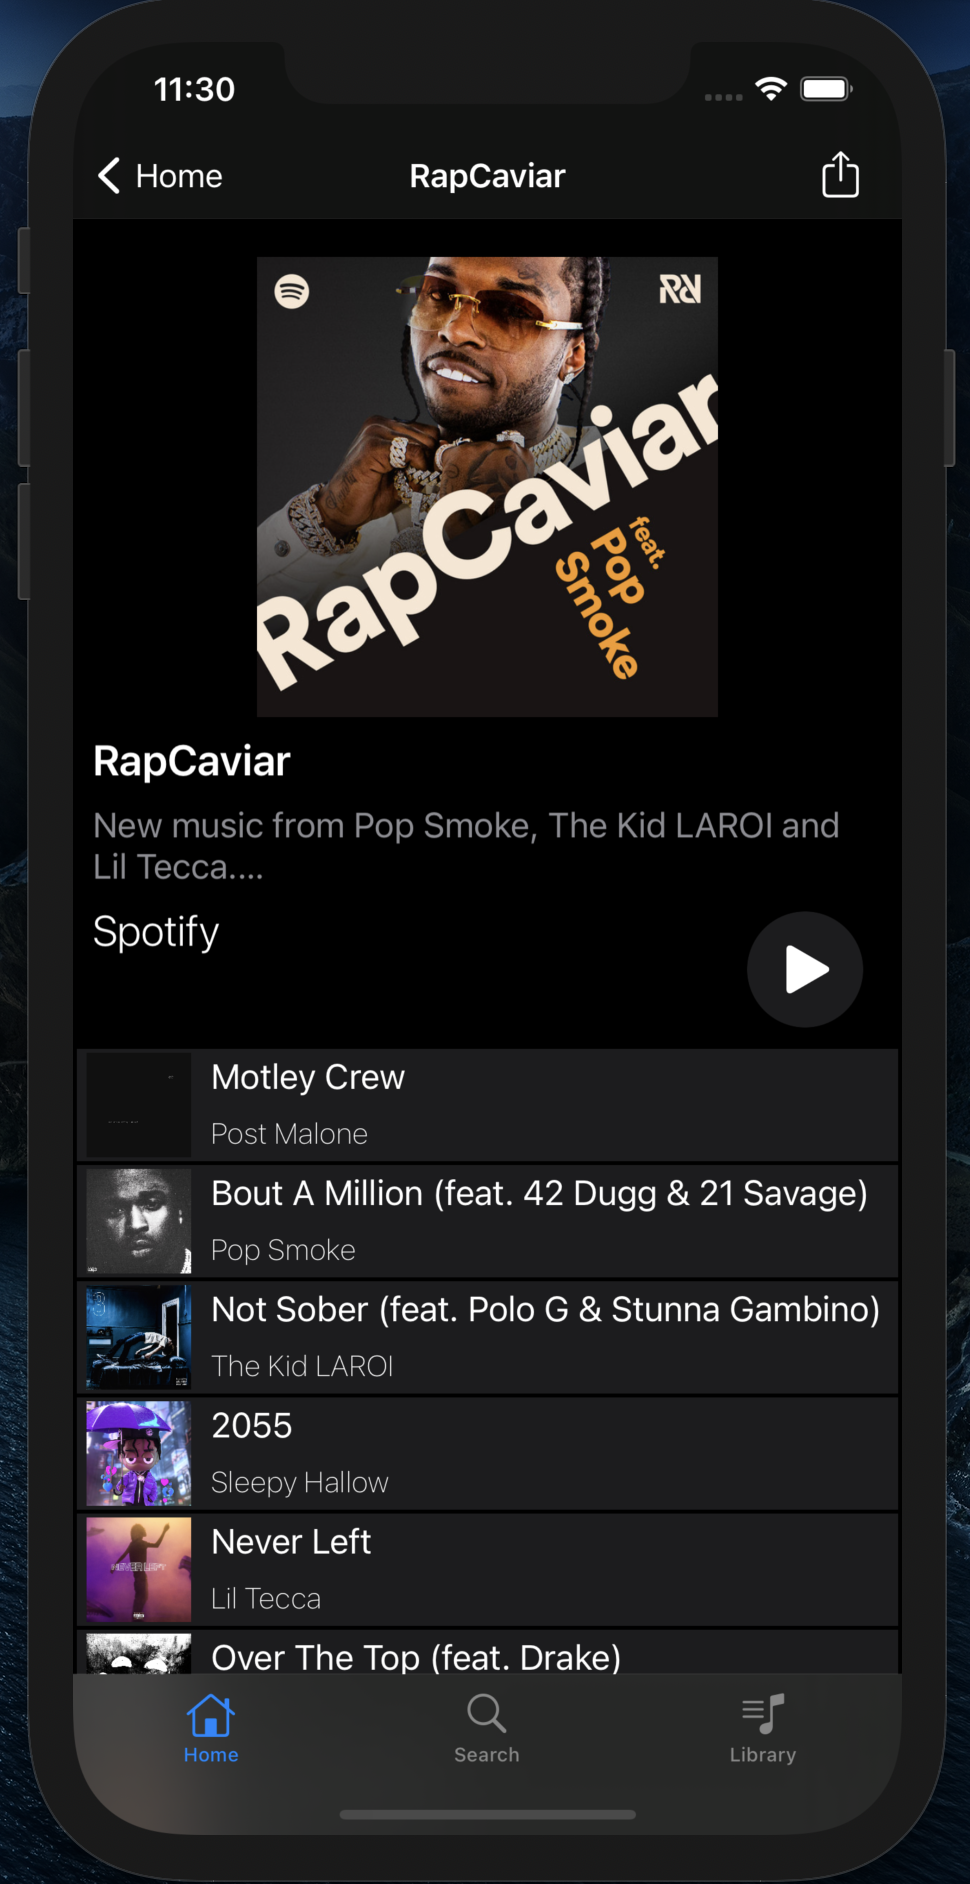 11:30
Home
RapCaviar
RapCaviar
feat.
Pop
Smoke
RapCaviar
New music from Pop Smoke, The Kid LAROI and
Lil Tecca....
Spotify
Motley Crew
Post Malone
Bout A Million (feat. 42 Dugg & 21 Savage)
Pop Smoke
Not Sober (feat. Polo G & Stunna Gambino)
The Kid LAROI
2055
Sleepy Hallow
NEVER LEFT
Never Left
Lil Tecca
Over The Top (feat. Drake)
Home
Search
Library